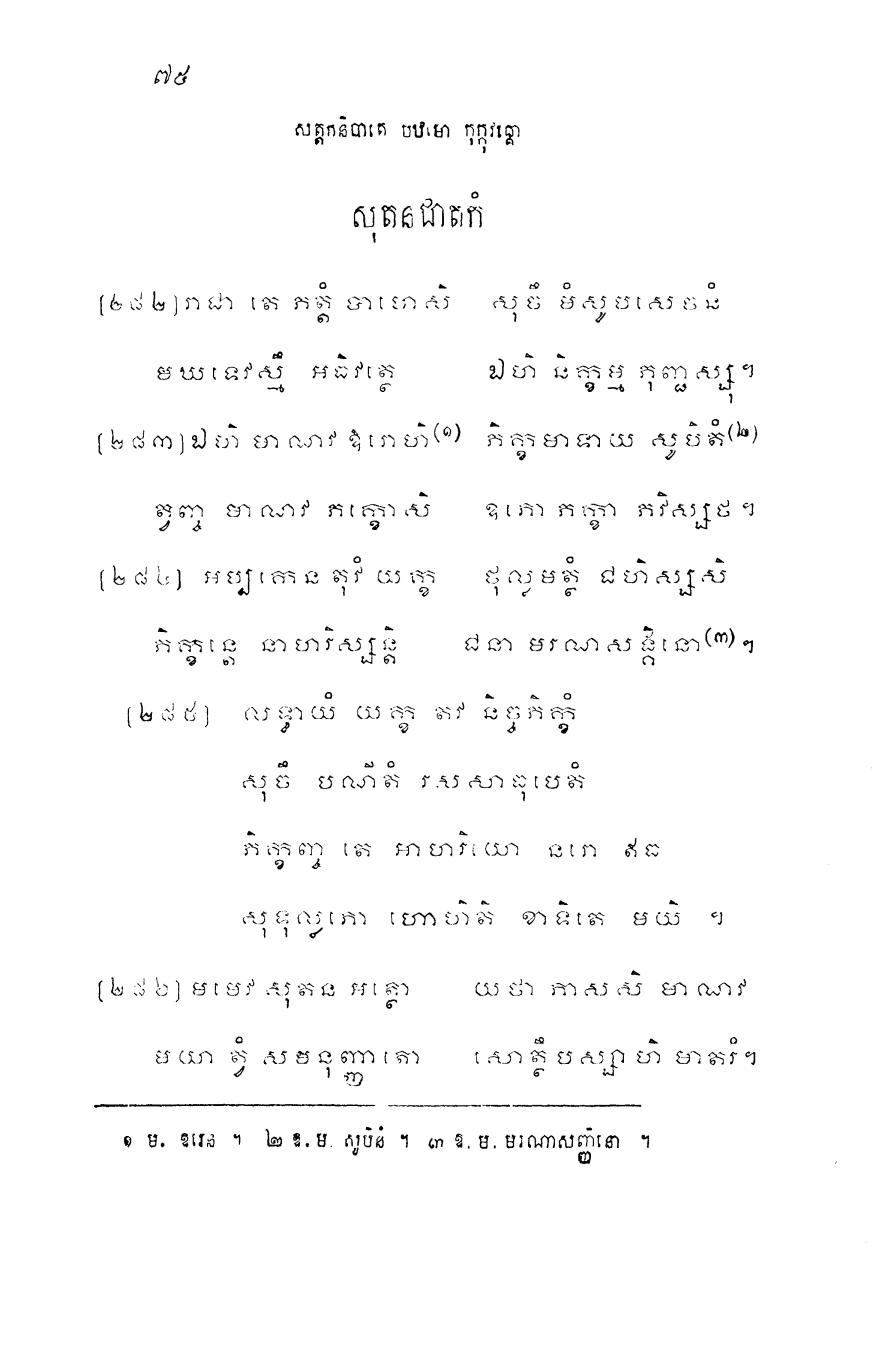 ៧៥
សត្តកនិបាតេ បឋមោ កុក្កុវគ្គោ
សុតនជាតកំ
[២៨២] រាជា តេ ភត្តំ បាហេសិ សុចឹ មំសូបសេចនំ
មឃទេវស្មឹ អធិវត្ថេ ឯហិ និក្ខម្ម ភុញ្ជស្សុ។
[២៨៣] ឯហិ មាណវ ឱរេហិ(១) ភិក្ខមាទាយ សូបិតំ(២)
ត្វញ្ច មាណវ ភក្ខោសិ ឧភោ ភក្ខា ភវិស្សថ ។
[២៨៤] អប្បកេន តុវំ យក្ខ ថុល្លមត្ថំ ជហិស្សសិ
ភិក្ខន្តេ នាហរិស្សន្តិ ជនា មរណសង្កិនោ(៣) ។
[២៨៥] លទ្ធាយំ យក្ខ តវ និច្ចភិក្ខំ
សុចឹ បណីតំ រសសាធុបេតំ
ភិក្ខញ្ច តេ អាហរិយោ នរោ ឥធ
សុទុល្លភោ ហោហិតិ ខាទិតេ មយិ ។
[២៨៦] មមេវ សុតន អត្ថោ យថា ភាសសិ មាណវ
មយា ត្វំ សមនុញ្ញាតោ សោត្ថឹ បស្សាហិ មាតរំ។
១ ម. ឧរេន ។ ២ ឱ. ម. សូបិនំ ។ ៣ ឱ. ម. មរណាសញ្ញិនោ ។